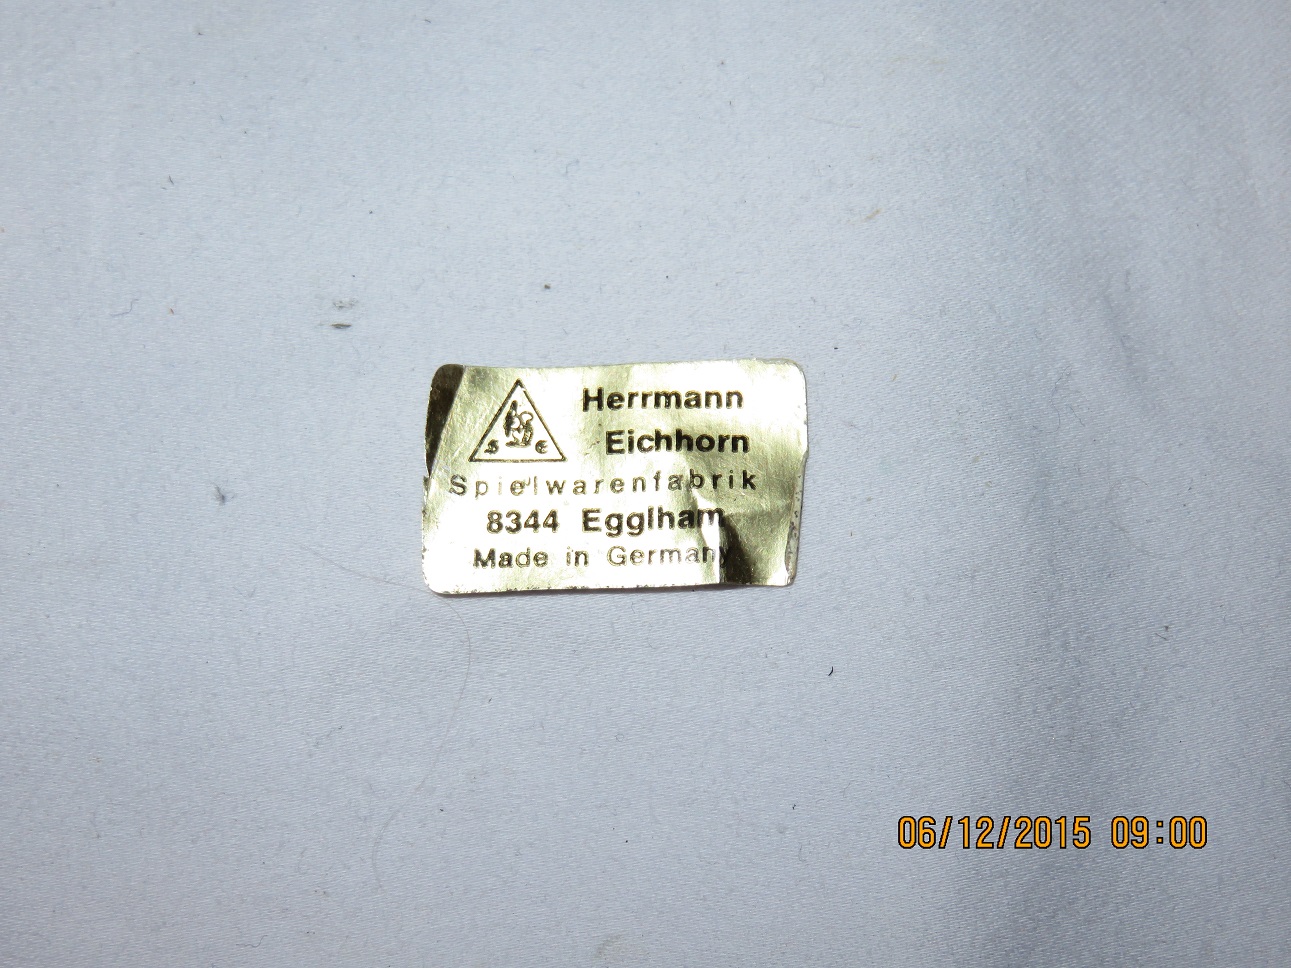 Herrmann
Eichhorn
S E
Spielwarenfabrik
8344 Egglham
Made in Germany
06/12/2015 09:00